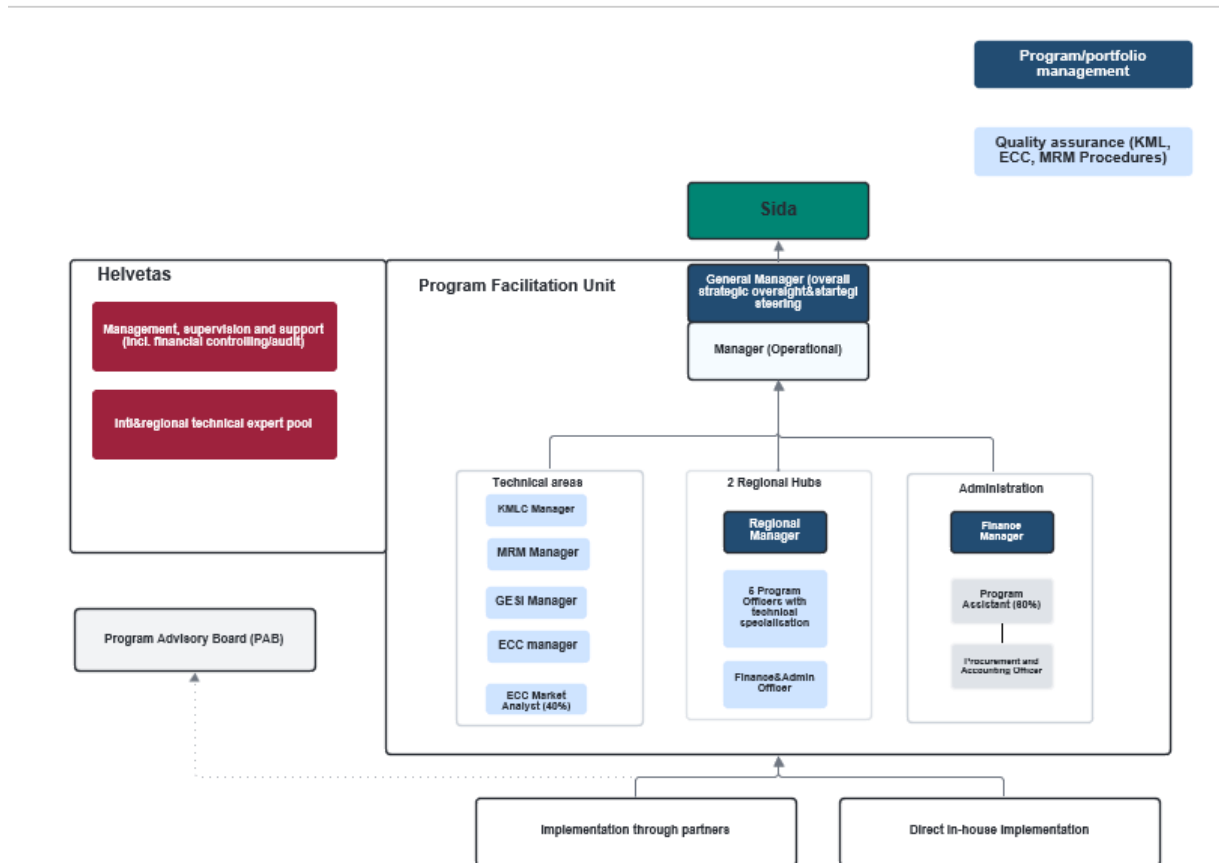 Program/portfolio
management
Quality assurance (KML,
ECC, MRM Procedures)
Sida
Helvetas
Management, supervision and support
(incl. financial controlling/audit)
Intl&regional technical expert pool
Program Facilitation Unit
General Manager (overall
strategic oversight&startegi
steering
Manager (Operational)
Technical areas
KMLC Manager
MRM Manager
GESI Manager
ECC manager
ECC Market
Analyst (40%)
2 Regional Hubs
Regional
Manager
6 Program
Officers with
technical
specialisation
Finance&Admin
Officer
Administration
Finance
Manager
Program
Assistant (60%)
Procurement and
Accounting Officer
Program Advisory Board (PAB)
Implementation through partners
Direct in-house implementation